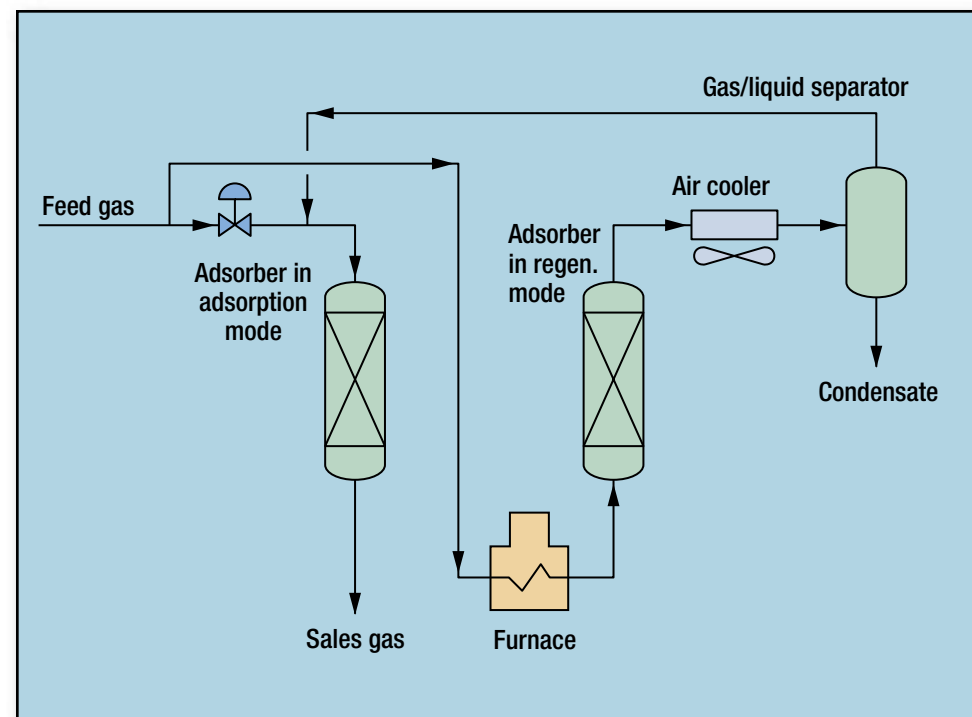 Gas/liquid separator
Feed gas
Air cooler
Adsorber in
adsorption
mode
Adsorber
in regen.
mode
Condensate
Sales gas
Furnace